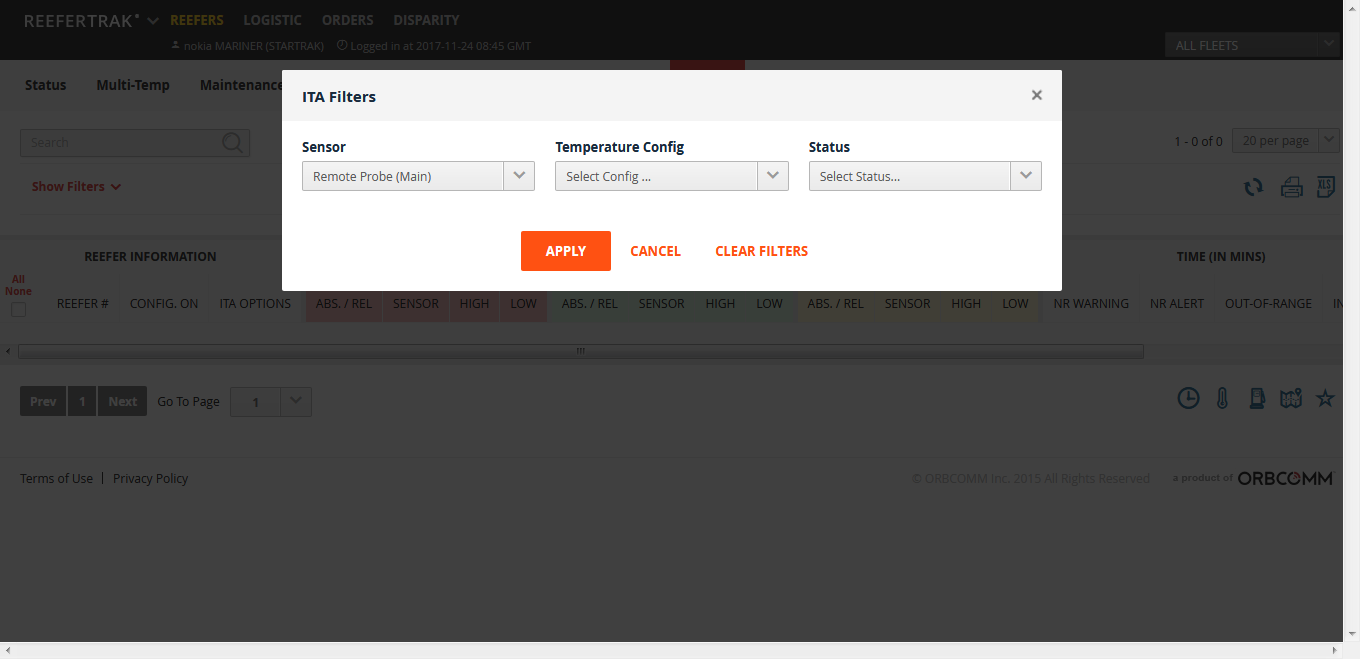 REEFERTRAK REEFERS LOGISTIC ORDERS DISPARITY
nokia MARINER (STARTRAK) Logged in at 2017-11-24 08:45 GMT
ALL FLEETS
Status Multi-Temp Maintenance
ITA Filters ×
Sensor Temperature Config Status
Remote Probe (Main) Select Config ... Select Status...
APPLY CANCEL CLEAR FILTERS
Search
1 - 0 of 0 20 per page
Show Filters
XLS
REEFER INFORMATION TIME (IN MINS)
All
None
REEFER # CONFIG. ON ITA OPTIONS ABS. / REL SENSOR HIGH LOW ABS. / REL SENSOR HIGH LOW ABS. / REL SENSOR HIGH LOW NR WARNING NR ALERT OUT-OF-RANGE
Prev 1 Next Go To Page 1
Terms of Use | Privacy Policy
© ORBCOMM Inc. 2015 All Rights Reserved a product of ORBCOMM